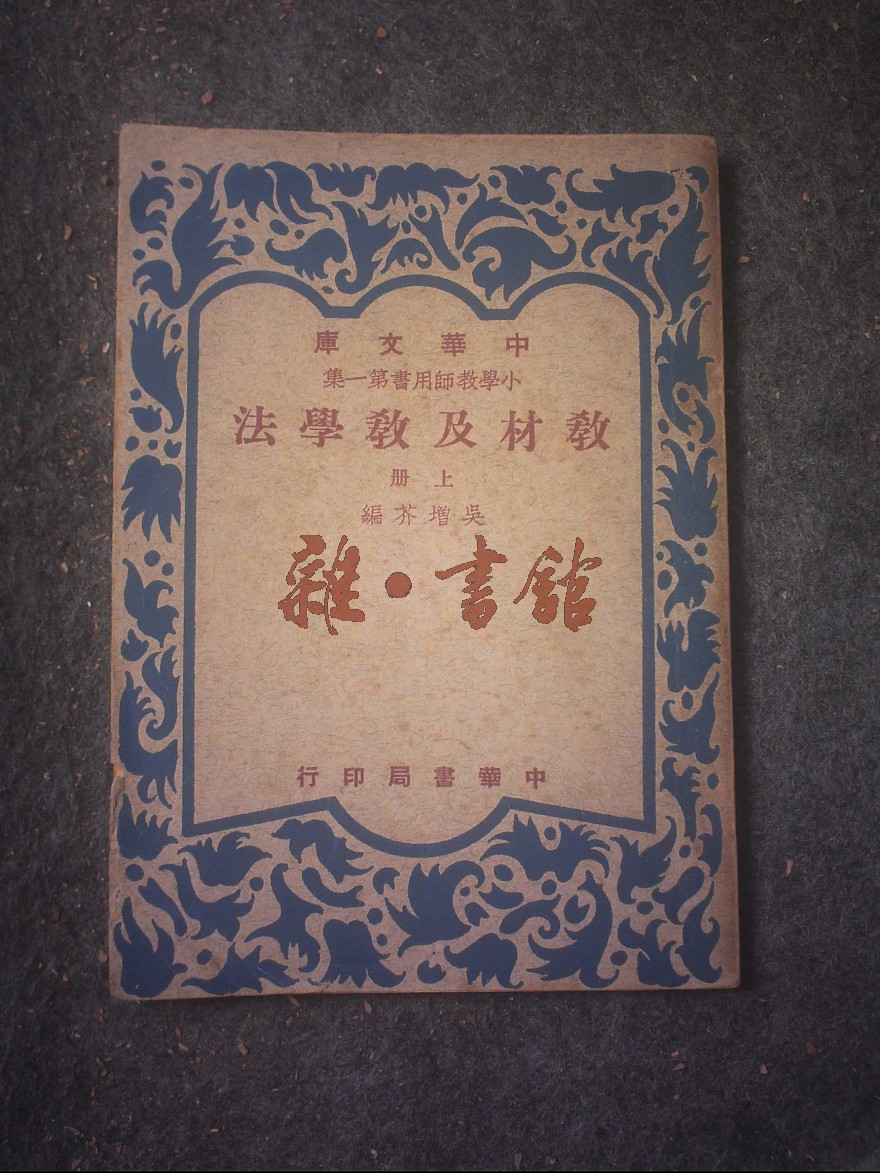 中華文庫
小學教師用書第一集
教材及教學法
上册
吳增芥編
雜·書館
中華書局印行